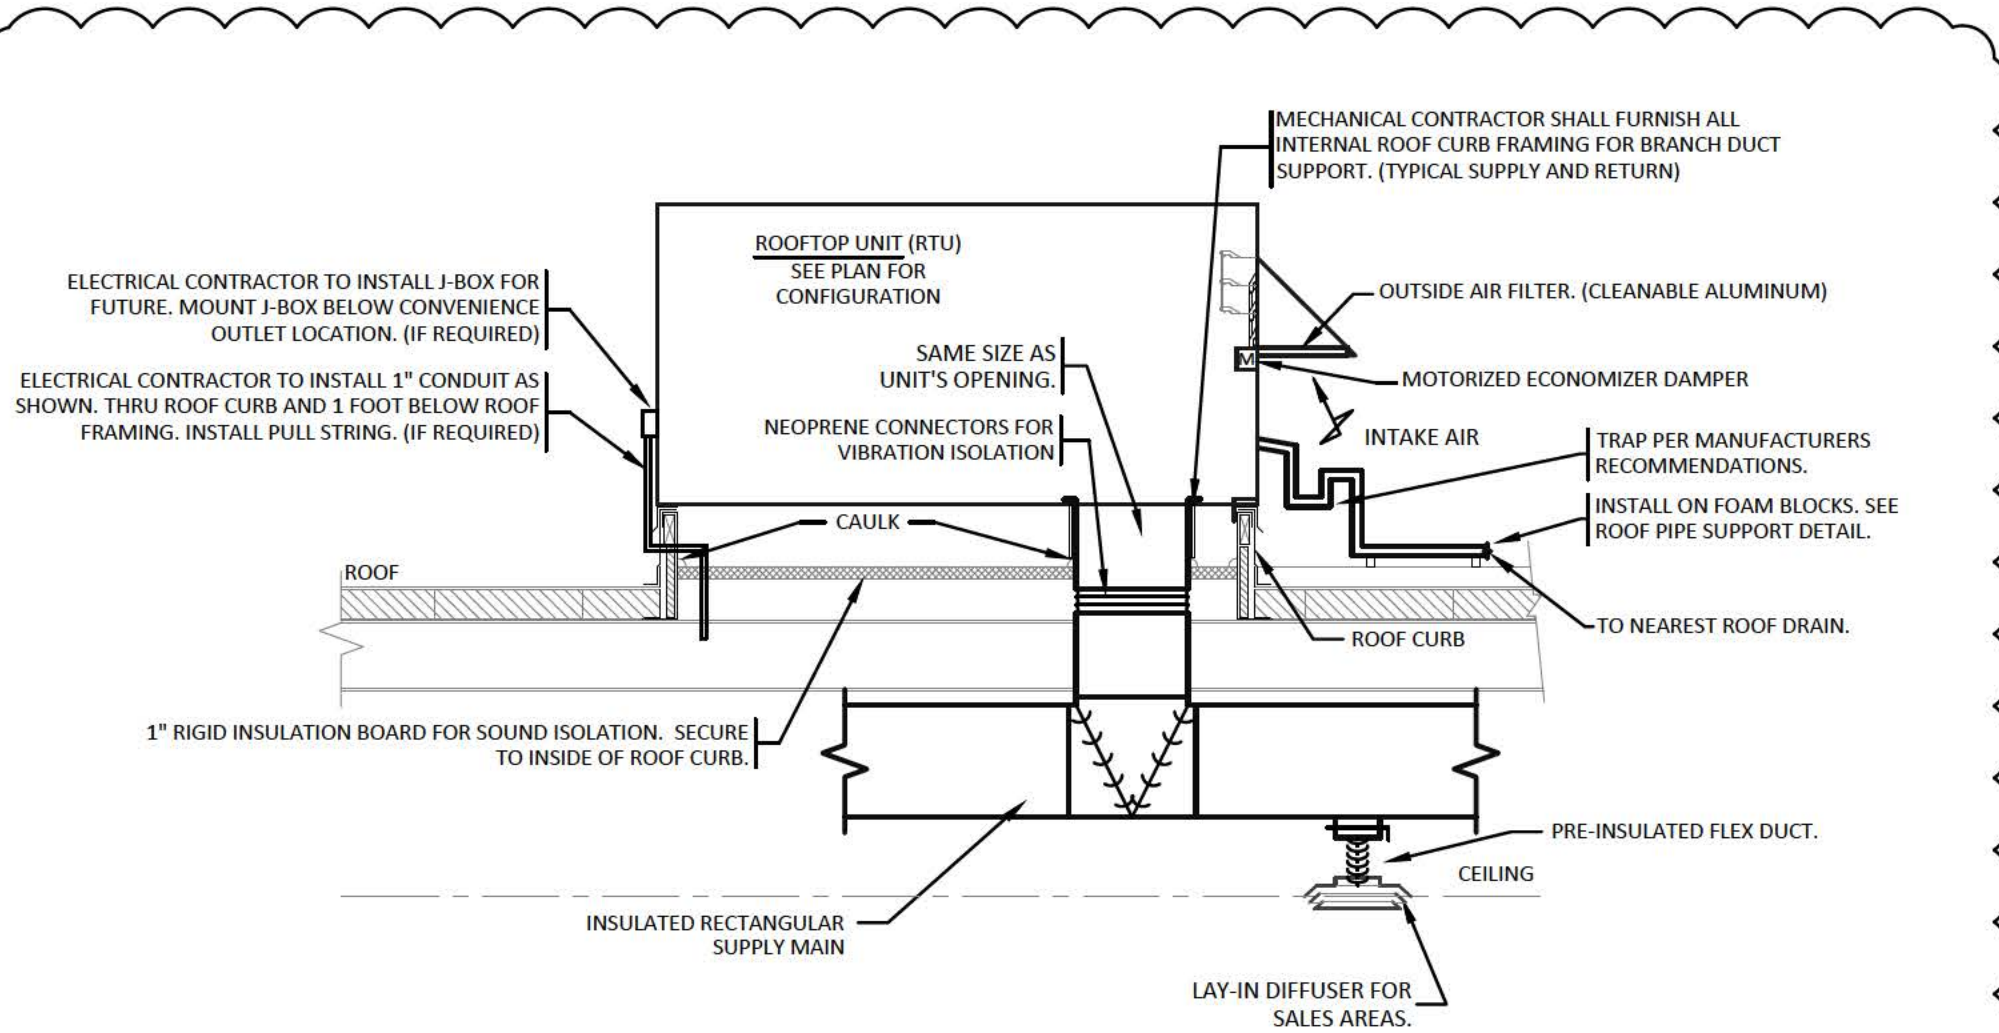 MECHANICAL CONTRACTOR SHALL FURNISH ALL
INTERNAL ROOF CURB FRAMING FOR BRANCH DUCT
SUPPORT. (TYPICAL SUPPLY AND RETURN)
ROOFTOP UNIT (RTU)
SEE PLAN FOR
CONFIGURATION
ELECTRICAL CONTRACTOR TO INSTALL J-BOX FOR
FUTURE. MOUNT J-BOX BELOW CONVENIENCE
OUTLET LOCATION. (IF REQUIRED)
OUTSIDE AIR FILTER. (CLEANABLE ALUMINUM)
SAME SIZE AS
UNIT'S OPENING.
M
MOTORIZED ECONOMIZER DAMPER
ELECTRICAL CONTRACTOR TO INSTALL 1" CONDUIT AS
SHOWN. THRU ROOF CURB AND 1 FOOT BELOW ROOF
FRAMING. INSTALL PULL STRING. (IF REQUIRED)
NEOPRENE CONNECTORS FOR
VIBRATION ISOLATION
INTAKE AIR
TRAP PER MANUFACTURERS
RECOMMENDATIONS.
INSTALL ON FOAM BLOCKS. SEE
ROOF PIPE SUPPORT DETAIL.
CAULK
ROOF
TO NEAREST ROOF DRAIN.
ROOF CURB
1" RIGID INSULATION BOARD FOR SOUND ISOLATION. SECURE
TO INSIDE OF ROOF CURB.
PRE-INSULATED FLEX DUCT.
CEILING
INSULATED RECTANGULAR
SUPPLY MAIN
LAY-IN DIFFUSER FOR
SALES AREAS.